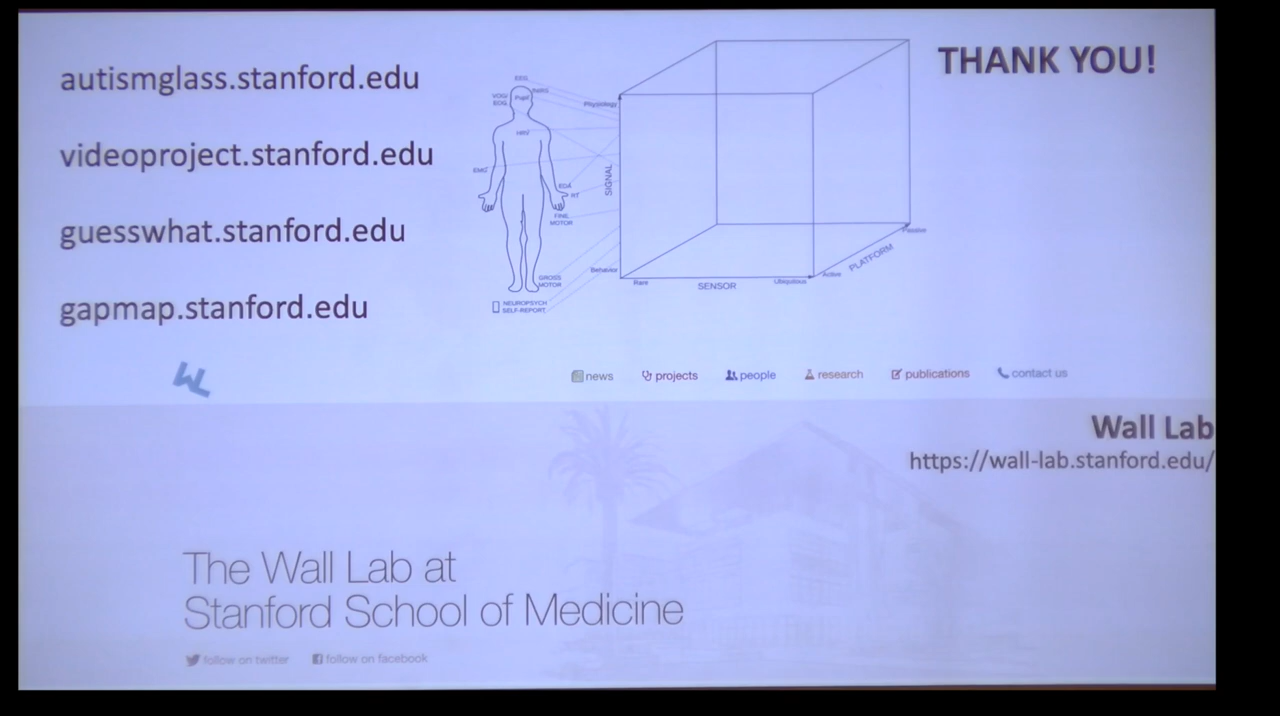 autismglass.stanford.edu
videoproject.stanford.edu
guesswhat.stanford.edu
gapmap.stanford.edu
THANK YOU!
EEG
VOG/
EOG
Pupil
HRV
EMG
EDA
RT
FINE
MOTOR
GROSS
MOTOR
NEUROPSYCH
SELF-REPORT
Physiology
SIGNAL
Behavior
Rare
SENSOR
Ubiquitous
Active
PLATFORM
Passive
WL
news
projects
people
research
publications
contact us
Wall Lab
https://wall-lab.stanford.edu/
The Wall Lab at
Stanford School of Medicine
follow on twitter
follow on facebook